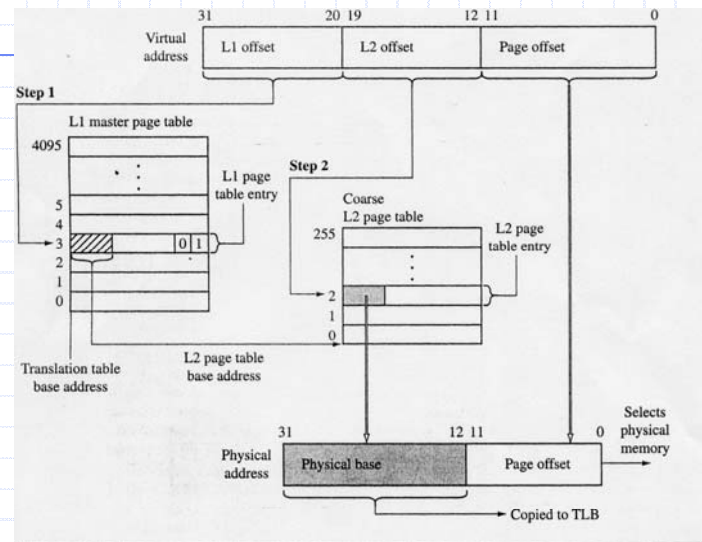 31 20 19 12 11 0
Virtual address
L1 offset L2 offset Page offset
Step 1
L1 master page table
4095
L1 page table entry
5
4
3 0 1
2
1
0
Translation table base address
L2 page table base address
Step 2
Coarse L2 page table
255
L2 page table entry
2
1
0
31 12 11 0
Selects physical memory
Physical address
Physical base Page offset
Copied to TLB